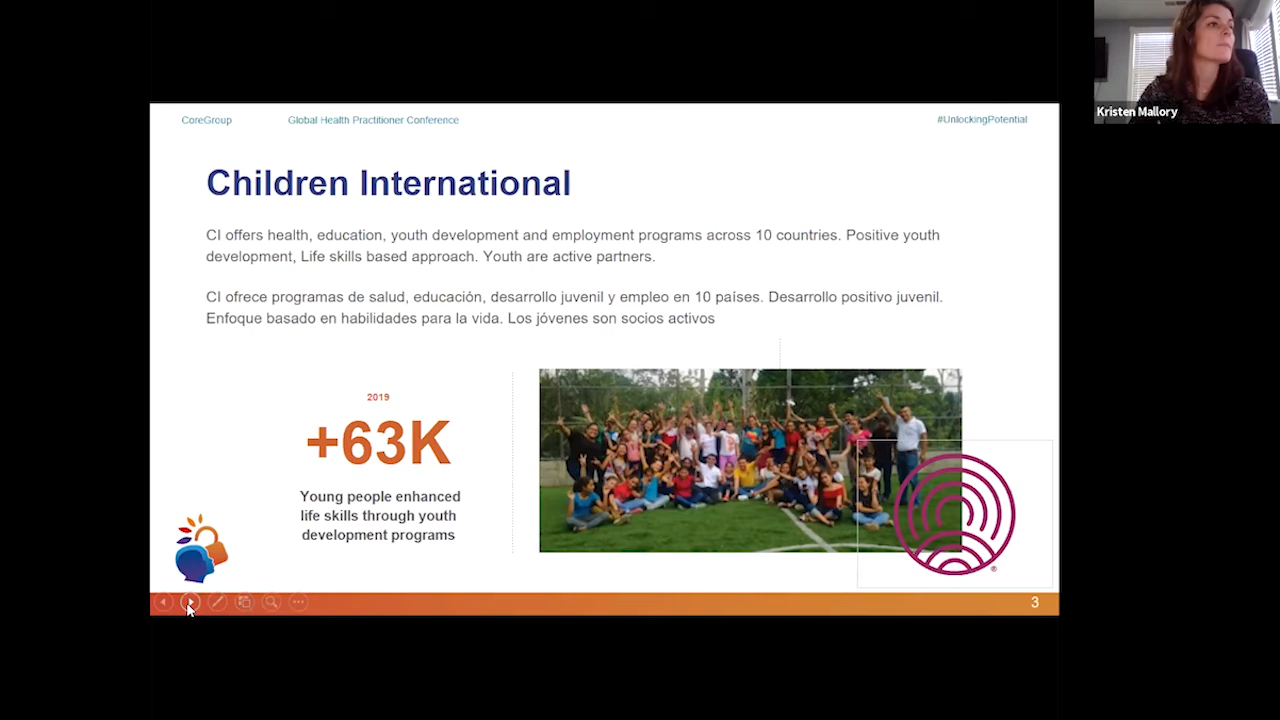 CoreGroup
Global Health Practitioner Conference
#UnlockingPotential
Kristen Mallory
Children International
CI offers health, education, youth development and employment programs across 10 countries. Positive youth
development, Life skills based approach. Youth are active partners.
CI ofrece programas de salud, educación, desarrollo juvenil y empleo en 10 países. Desarrollo positivo juvenil.
Enfoque basado en habilidades para la vida. Los jóvenes son socios activos
2019
+63K
Young people enhanced
life skills through youth
development programs
®
3